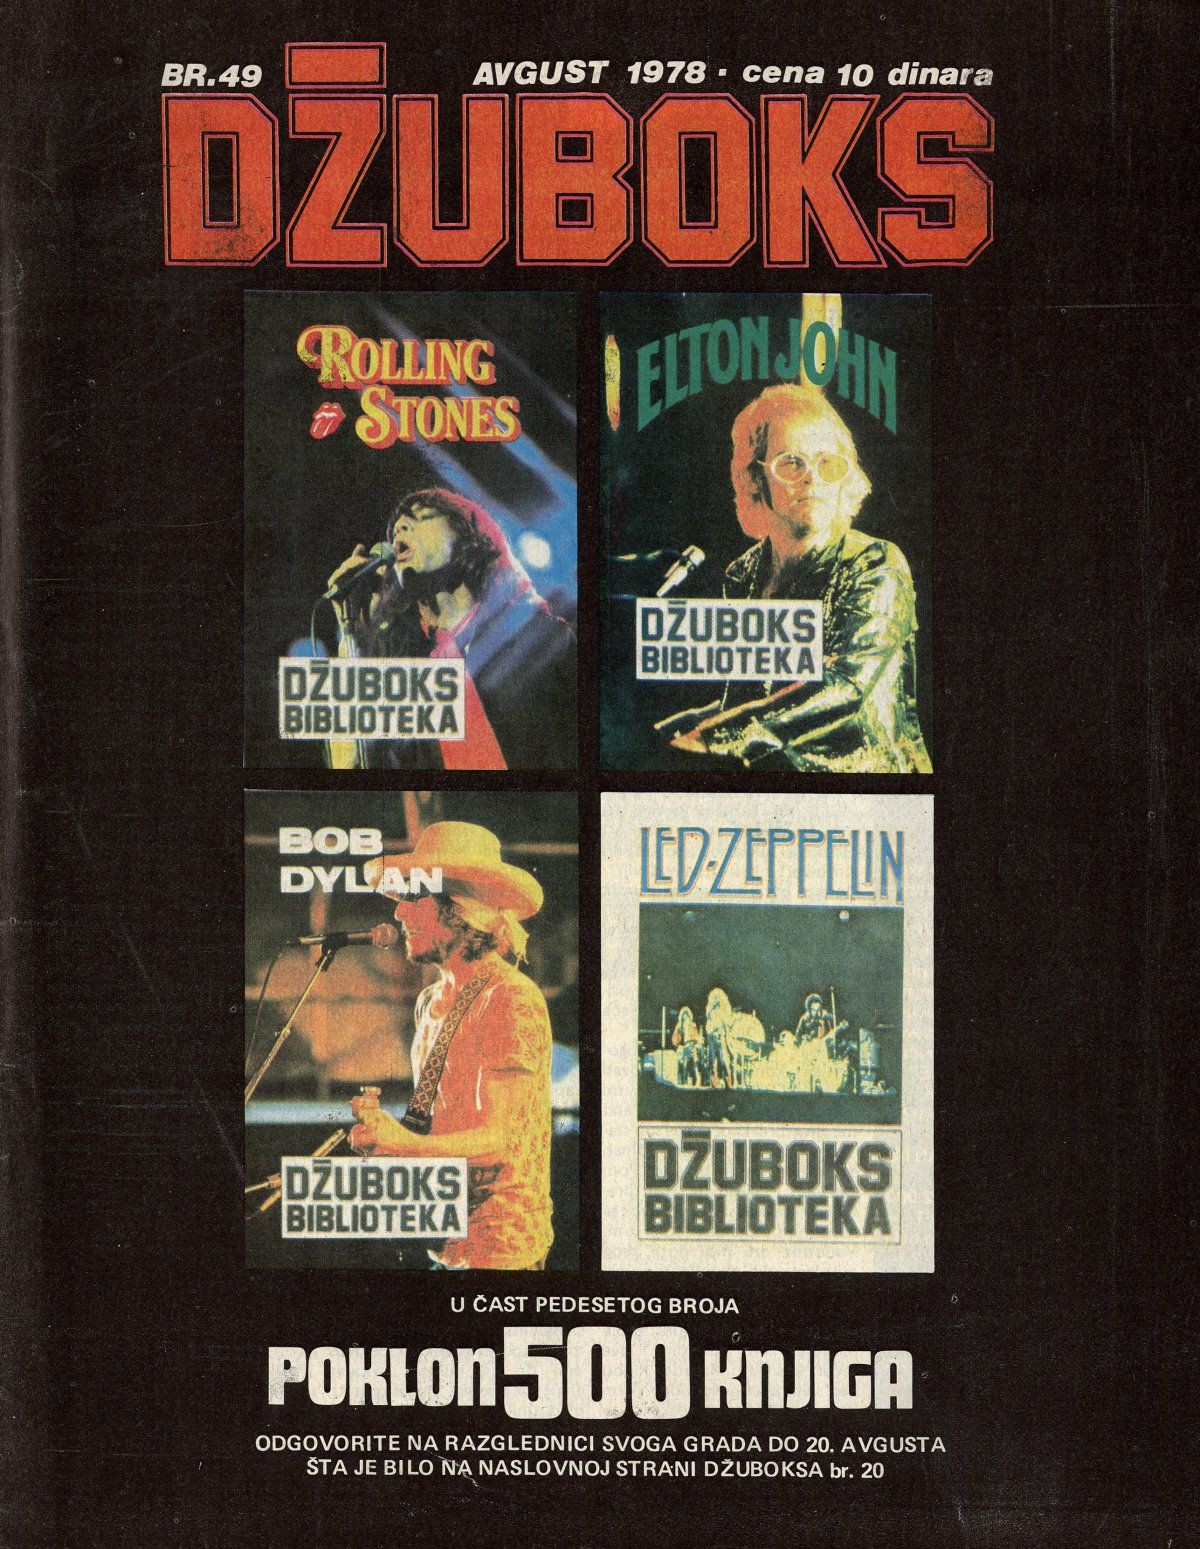 BR.49
AVGUST 1978 · cena 10 dinara
DŽUBOKS
ROLLING
STONES
DŽUBOKS
BIBLIOTEKA
ELTON JOHN
DŽUBOKS
BIBLIOTEKA
BOB
DYLAN
DŽUBOKS
BIBLIOTEKA
LED-ZEPPELIN
DŽUBOKS
BIBLIOTEKA
U ČAST PEDESETOG BROJA
POKLON 500 KNJIGA
ODGOVORITE NA RAZGLEDNICI SVOGA GRADA DO 20. AVGUSTA
ŠTA JE BILO NA NASLOVNOJ STRANI DŽUBOKSA br. 20